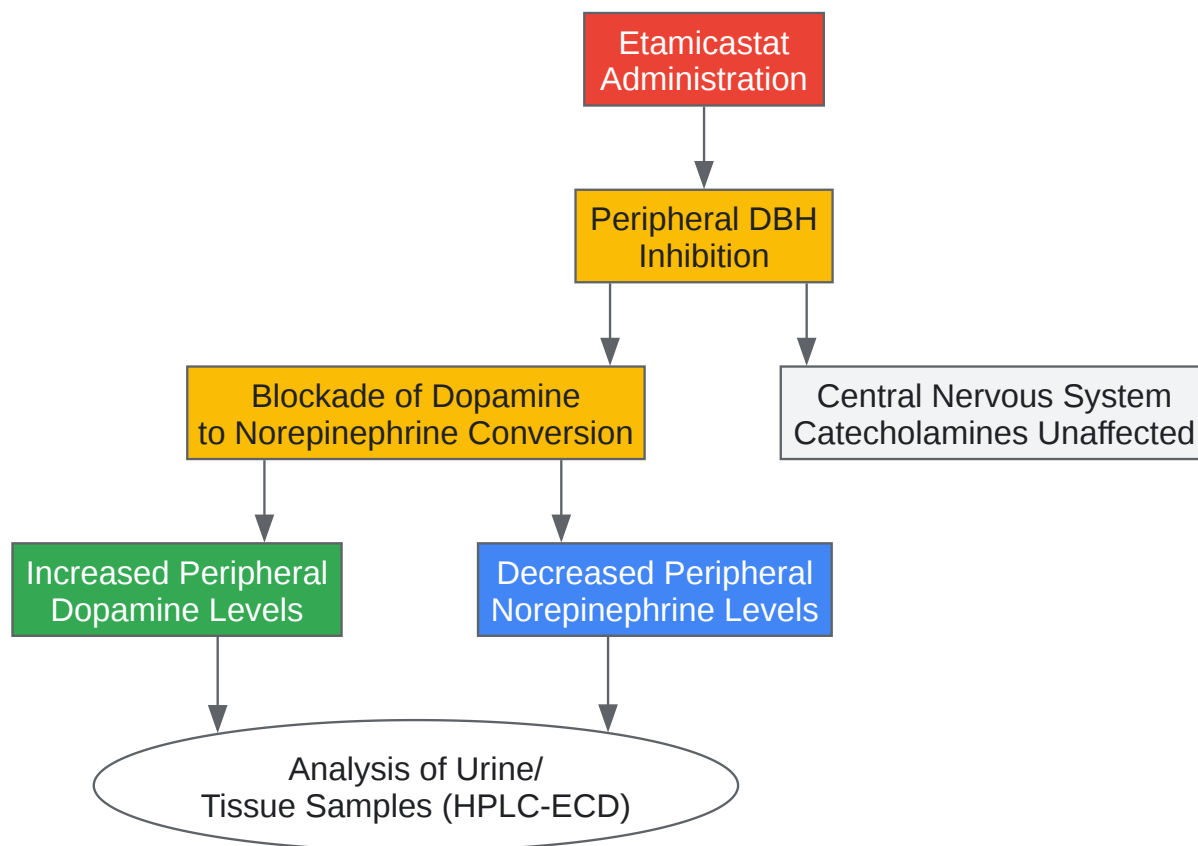 Etamicastat
Administration
Peripheral DBH
Inhibition
Blockade of Dopamine
to Norepinephrine Conversion
Central Nervous System
Catecholamines Unaffected
Increased Peripheral
Dopamine Levels
Decreased Peripheral
Norepinephrine Levels
Analysis of Urine/
Tissue Samples (HPLC-ECD)